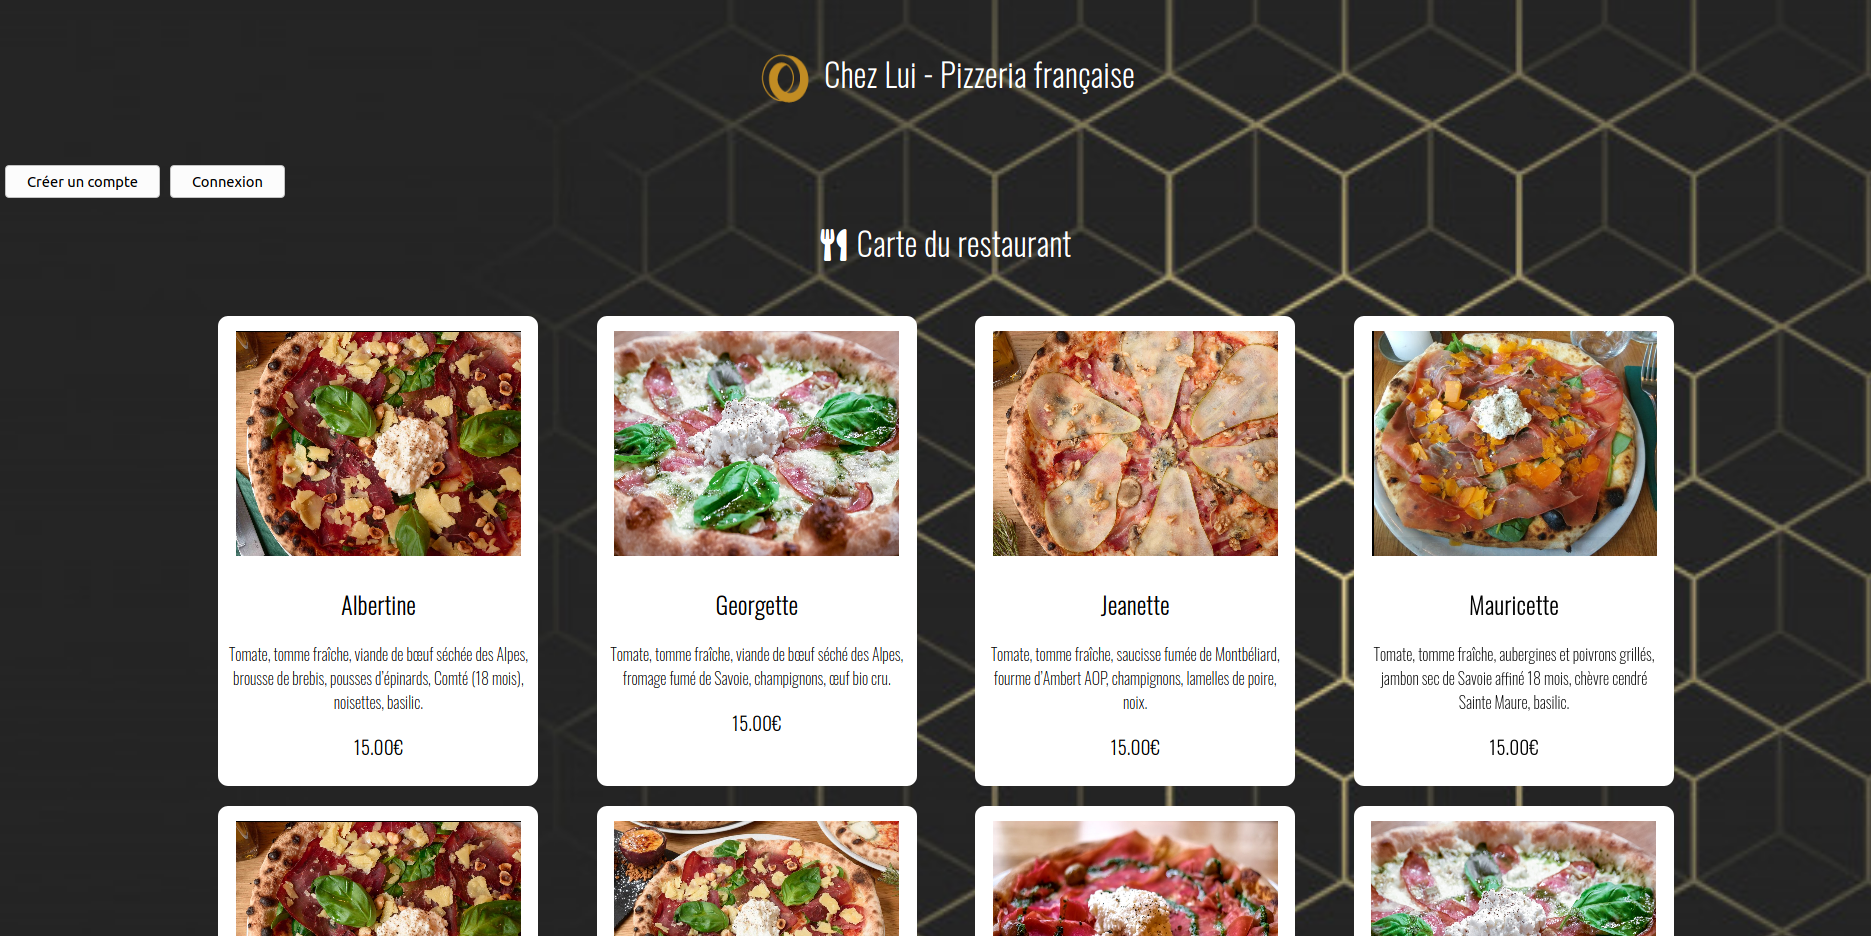 Chez Lui - Pizzeria française
Créer un compte
Connexion
Carte du restaurant
Albertine
Tomate, tomme fraîche, viande de bœuf séchée des Alpes,
brousse de brebis, pousses d'épinards, Comté (18 mois),
noisettes, basilic.
15.00€
Georgette
Tomate, tomme fraîche, viande de bœuf séché des Alpes,
fromage fumé de Savoie, champignons, œuf bio cru.
15.00€
Jeanette
Tomate, tomme fraîche, saucisse fumée de Montbéliard,
fourme d'Ambert AOP, champignons, lamelles de poire,
noix.
15.00€
Mauricette
Tomate, tomme fraîche, aubergines et poivrons grillés,
jambon sec de Savoie affiné 18 mois, chèvre cendré
Sainte Maure, basilic.
15.00€